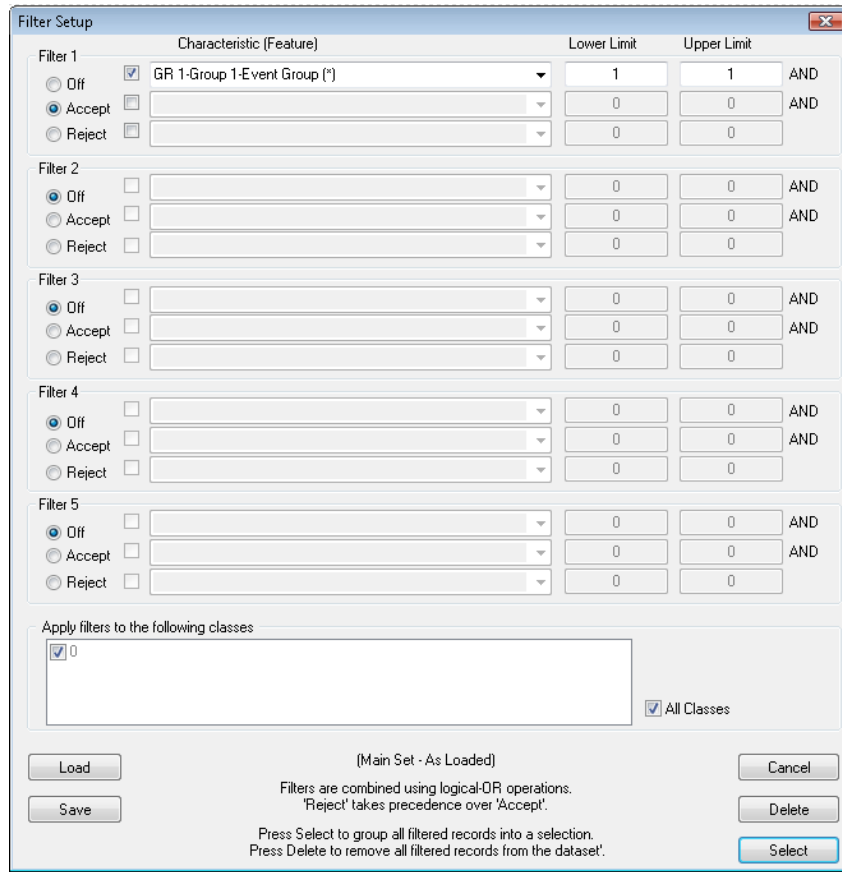 Filter Setup
Characteristic (Feature) Lower Limit Upper Limit
Filter 1
Off GR 1-Group 1-Event Group (*) 1 1 AND
Accept 0 0 AND
Reject 0 0
Filter 2
Off 0 0 AND
Accept 0 0 AND
Reject 0 0
Filter 3
Off 0 0 AND
Accept 0 0 AND
Reject 0 0
Filter 4
Off 0 0 AND
Accept 0 0 AND
Reject 0 0
Filter 5
Off 0 0 AND
Accept 0 0 AND
Reject 0 0
Apply filters to the following classes
0
All Classes
Load (Main Set - As Loaded) Cancel
Filters are combined using logical-OR operations.
Save 'Reject' takes precedence over 'Accept'. Delete
Press Select to group all filtered records into a selection.
Press Delete to remove all filtered records from the dataset'. Select